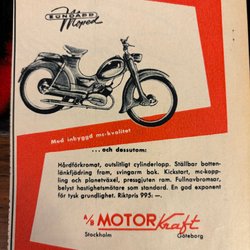 ZUNDAPP
Moped
Med inbyggd mc-kvalitet
...och dessutom:
Hårdförkromat, outslitligt cylinderlopp. Ställbar botten-
länkfjädring fram, svingarm bak. Kickstart, mc-kopp-
ling och planetväxel, pressgjuten ram. Fullnavbromsar,
belyst hastighetsmätare som standard. En god exponent
för tysk grundlighet. Riktpris 995: —.
A/B MOTORKraft
Stockholm Göteborg